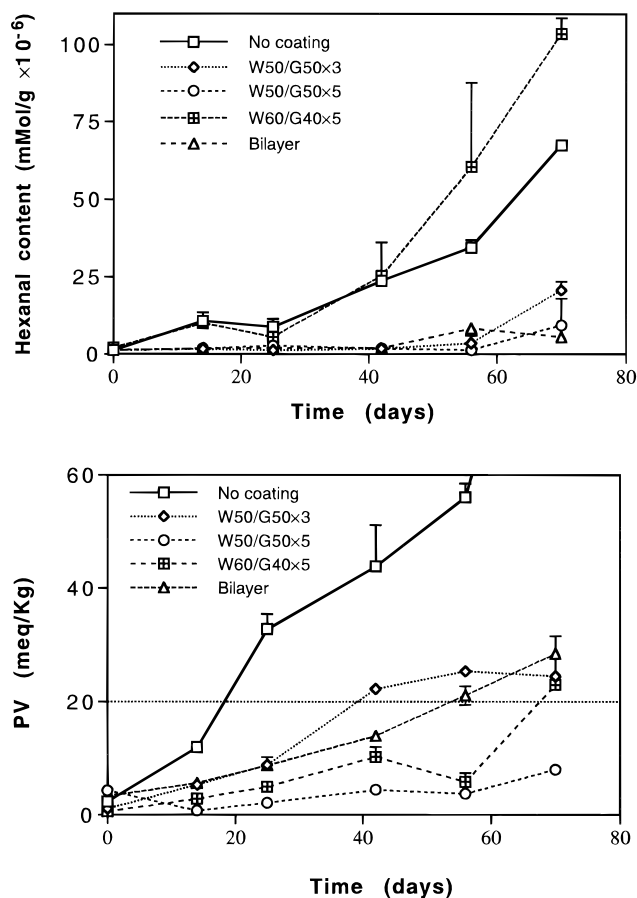 Hexanal content (mMol/g ×10⁻⁶)
100
75
50
25
0
No coating
W50/G50×3
W50/G50×5
W60/G40×5
Bilayer
0 20 40 60 80
Time (days)
PV (meq/Kg)
60
40
20
0
No coating
W50/G50×3
W50/G50×5
W60/G40×5
Bilayer
0 20 40 60 80
Time (days)